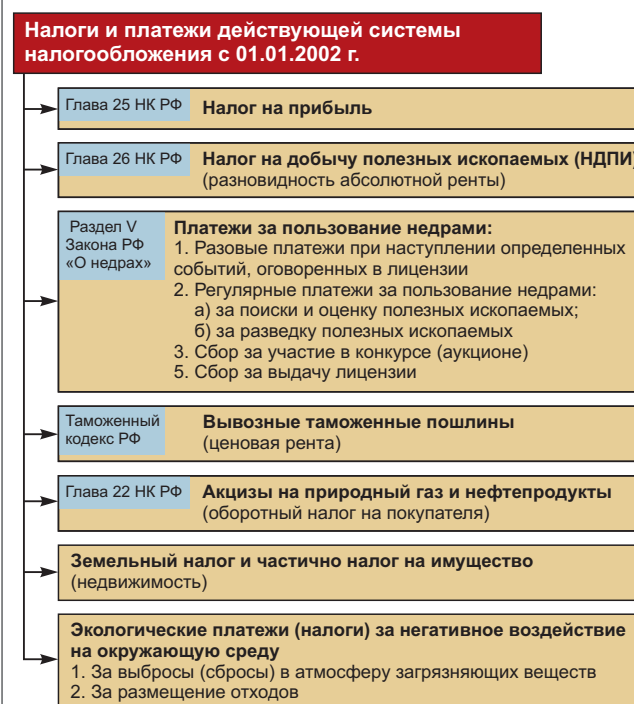 Налоги и платежи действующей системы
налогообложения с 01.01.2002 г.
Глава 25 НК РФ
Налог на прибыль
Глава 26 НК РФ
Налог на добычу полезных ископаемых (НДПИ)
(разновидность абсолютной ренты)
Раздел V
Закона РФ
«О недрах»
Платежи за пользование недрами:
1. Разовые платежи при наступлении определенных
событий, оговоренных в лицензии
2. Регулярные платежи за пользование недрами:
а) за поиски и оценку полезных ископаемых;
б) за разведку полезных ископаемых
3. Сбор за участие в конкурсе (аукционе)
5. Сбор за выдачу лицензии
Таможенный
кодекс РФ
Вывозные таможенные пошлины
(ценовая рента)
Глава 22 НК РФ
Акцизы на природный газ и нефтепродукты
(оборотный налог на покупателя)
Земельный налог и частично налог на имущество
(недвижимость)
Экологические платежи (налоги) за негативное воздействие
на окружающую среду
1. За выбросы (сбросы) в атмосферу загрязняющих веществ
2. За размещение отходов